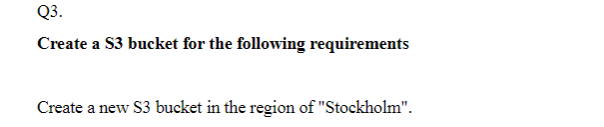 Q3.
Create a S3 bucket for the following requirements
Create a new S3 bucket in the region of "Stockholm".